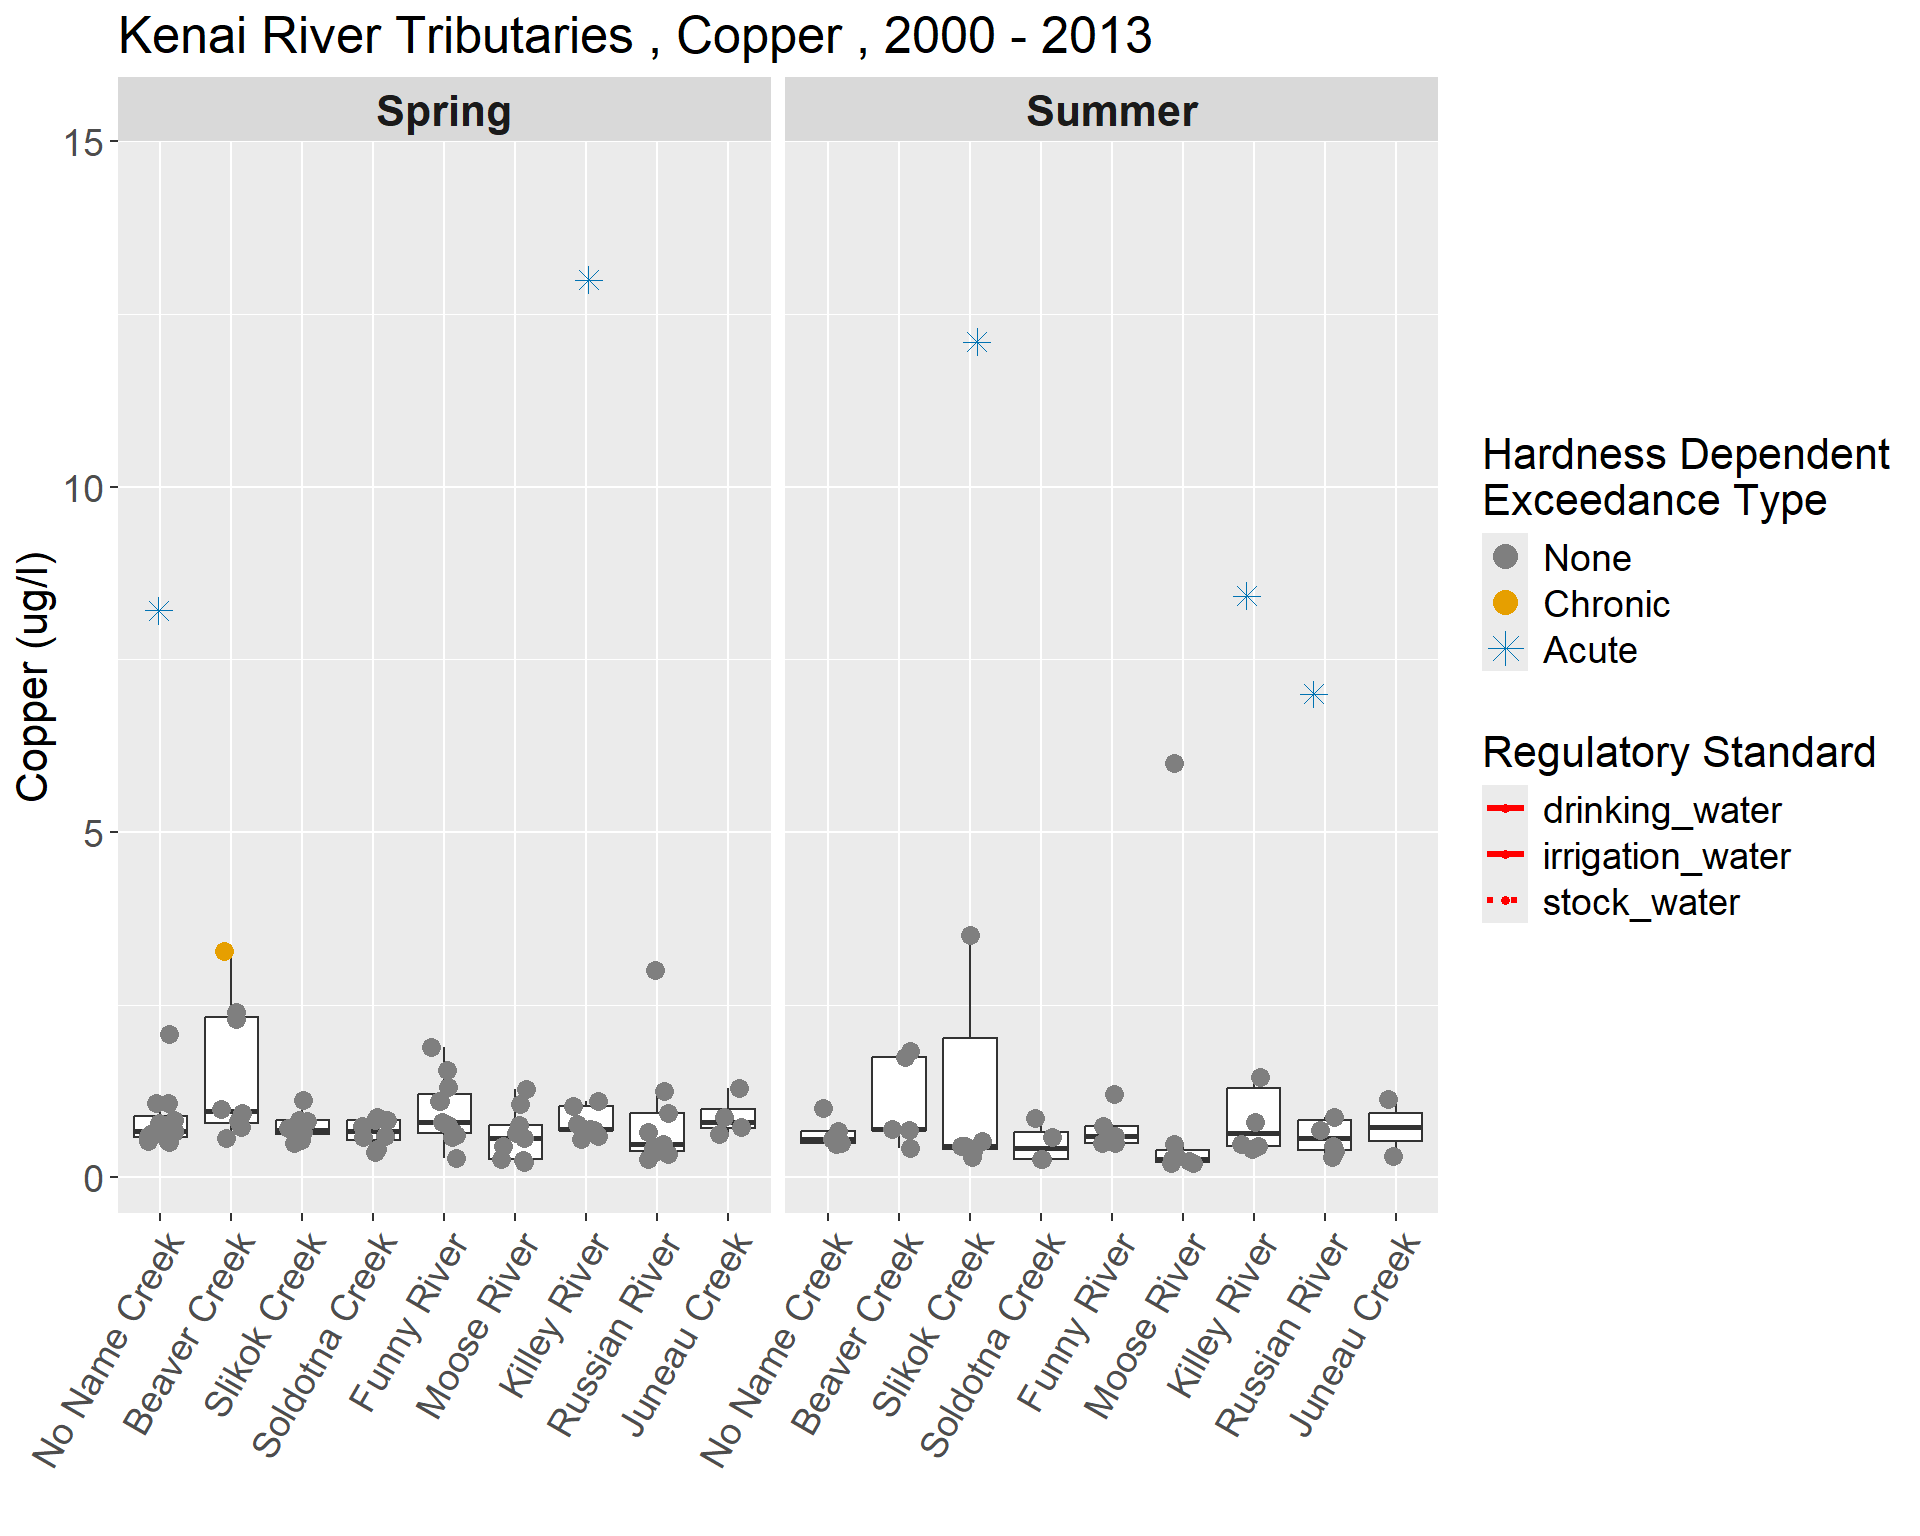 Kenai River Tributaries , Copper , 2000 - 2013
Spring
Summer
15
10
5
0
Copper (ug/l)
No Name Creek
Beaver Creek
Slikok Creek
Soldotna Creek
Funny River
Moose River
Killey River
Russian River
Juneau Creek
No Name Creek
Beaver Creek
Slikok Creek
Soldotna Creek
Funny River
Moose River
Killey River
Russian River
Juneau Creek
Hardness Dependent
Exceedance Type
None
Chronic
Acute
Regulatory Standard
drinking_water
irrigation_water
stock_water